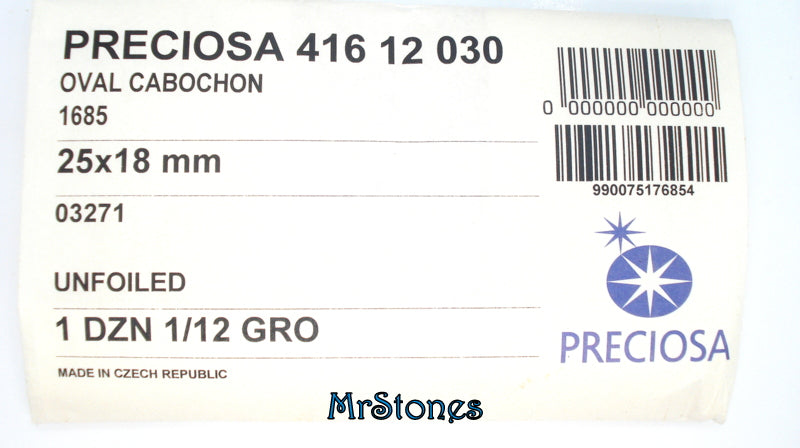 PRECIOSA 416 12 030
OVAL CABOCHON
1685
25x18 mm
03271
UNFOILED
1 DZN 1/12 GRO
MADE IN CZECH REPUBLIC
0 000000 000000
990075176854
PRECIOSA
MrStones